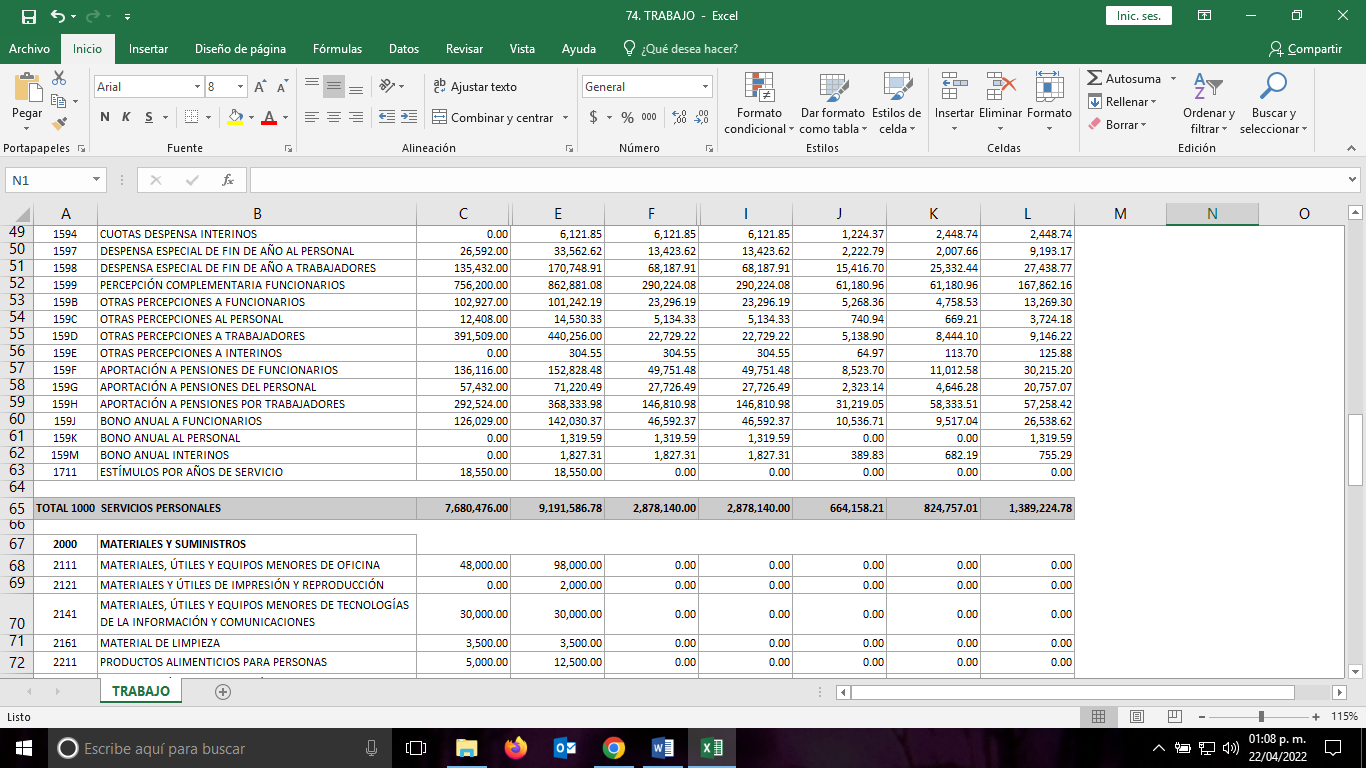 74. TRABAJO - Excel
Inic. ses.
Archivo Inicio Insertar Diseño de página Fórmulas Datos Revisar Vista Ayuda ¿Qué desea hacer? Compartir
Pegar
Arial 8 A A
N K S A
ab Ajustar texto
Combinar y centrar
General
$ % 000
Formato condicional
Dar formato como tabla
Estilos de celda
Insertar Eliminar Formato
Autosuma
Rellenar
Borrar
Ordenar y filtrar
Buscar y seleccionar
Portapapeles Fuente Alineación Número Estilos Celdas Edición
N1 fx
A B C E F I J K L M N O
49 1594 CUOTAS DESPENSA INTERINOS 0.00 6,121.85 6,121.85 6,121.85 1,224.37 2,448.74 2,448.74
50 1597 DESPENSA ESPECIAL DE FIN DE AÑO AL PERSONAL 26,592.00 33,562.62 13,423.62 13,423.62 2,222.79 2,007.66 9,193.17
51 1598 DESPENSA ESPECIAL DE FIN DE AÑO A TRABAJADORES 135,432.00 170,748.91 68,187.91 68,187.91 15,416.70 25,332.44 27,438.77
52 1599 PERCEPCIÓN COMPLEMENTARIA FUNCIONARIOS 756,200.00 862,881.08 290,224.08 290,224.08 61,180.96 61,180.96 167,862.16
53 159B OTRAS PERCEPCIONES A FUNCIONARIOS 102,927.00 101,242.19 23,296.19 23,296.19 5,268.36 4,758.53 13,269.30
54 159C OTRAS PERCEPCIONES AL PERSONAL 12,408.00 14,530.33 5,134.33 5,134.33 740.94 669.21 3,724.18
55 159D OTRAS PERCEPCIONES A TRABAJADORES 391,509.00 440,256.00 22,729.22 22,729.22 5,138.90 8,444.10 9,146.22
56 159E OTRAS PERCEPCIONES A INTERINOS 0.00 304.55 304.55 304.55 64.97 113.70 125.88
57 159F APORTACIÓN A PENSIONES DE FUNCIONARIOS 136,116.00 152,828.48 49,751.48 49,751.48 8,523.70 11,012.58 30,215.20
58 159G APORTACIÓN A PENSIONES DEL PERSONAL 57,432.00 71,220.49 27,726.49 27,726.49 2,323.14 4,646.28 20,757.07
59 159H APORTACIÓN A PENSIONES POR TRABAJADORES 292,524.00 368,333.98 146,810.98 146,810.98 31,219.05 58,333.51 57,258.42
60 159J BONO ANUAL A FUNCIONARIOS 126,029.00 142,030.37 46,592.37 46,592.37 10,536.71 9,517.04 26,538.62
61 159K BONO ANUAL AL PERSONAL 0.00 1,319.59 1,319.59 1,319.59 0.00 0.00 1,319.59
62 159M BONO ANUAL INTERINOS 0.00 1,827.31 1,827.31 1,827.31 389.83 682.19 755.29
63 1711 ESTÍMULOS POR AÑOS DE SERVICIO 18,550.00 18,550.00 0.00 0.00 0.00 0.00 0.00
64
65 TOTAL 1000 SERVICIOS PERSONALES 7,680,476.00 9,191,586.78 2,878,140.00 2,878,140.00 664,158.21 824,757.01 1,389,224.78
66
67 2000 MATERIALES Y SUMINISTROS
68 2111 MATERIALES, ÚTILES Y EQUIPOS MENORES DE OFICINA 48,000.00 98,000.00 0.00 0.00 0.00 0.00 0.00
69 2121 MATERIALES Y ÚTILES DE IMPRESIÓN Y REPRODUCCIÓN 0.00 2,000.00 0.00 0.00 0.00 0.00 0.00
MATERIALES, ÚTILES Y EQUIPOS MENORES DE TECNOLOGÍAS
70 2141 DE LA INFORMACIÓN Y COMUNICACIONES 30,000.00 30,000.00 0.00 0.00 0.00 0.00 0.00
71 2161 MATERIAL DE LIMPIEZA 3,500.00 3,500.00 0.00 0.00 0.00 0.00 0.00
72 2211 PRODUCTOS ALIMENTICIOS PARA PERSONAS 5,000.00 12,500.00 0.00 0.00 0.00 0.00 0.00
TRABAJO
Listo 115%
Escribe aquí para buscar
01:08 p. m.
22/04/2022